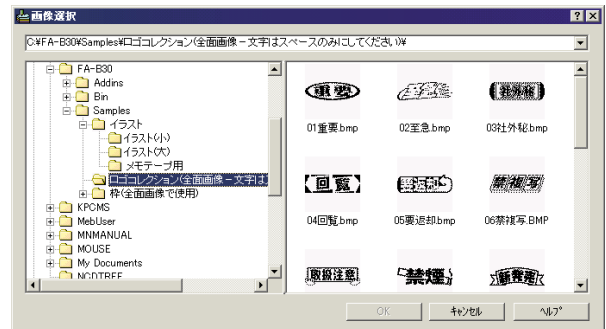 画像選択
C:¥FA-B30¥Samples¥ロゴコレクション(全面画像－文字はスペースのみにしてください)¥
FA-B30
Addins
Bin
Samples
イラスト
イラスト(小)
イラスト(大)
メモテープ用
ロゴコレクション(全面画像－文字は
枠(全面画像で使用)
KPCMS
MebUser
MNMANUAL
MOUSE
My Documents
NCDTREE
重要
至急
社外秘
01重要.bmp
02至急.bmp
03社外秘.bmp
回覧
要返却
禁複写
04回覧.bmp
05要返却.bmp
06禁複写.BMP
取扱注意
禁煙
新発売
OK
キャンセル
ヘルプ